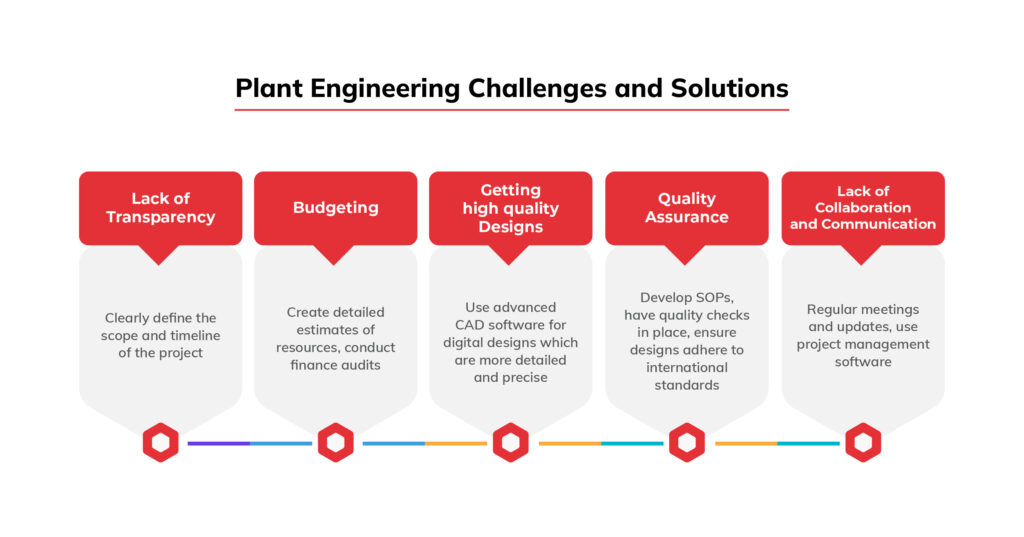 Plant Engineering Challenges and Solutions
Lack of
Transparency
Clearly define the
scope and timeline
of the project
Budgeting
Create detailed
estimates of
resources, conduct
finance audits
Getting
high quality
Designs
Use advanced
CAD software for
digital designs which
are more detailed
and precise
Quality
Assurance
Develop SOPs,
have quality checks
in place, ensure
designs adhere to
international
standards
Lack of
Collaboration
and Communication
Regular meetings
and updates, use
project management
software